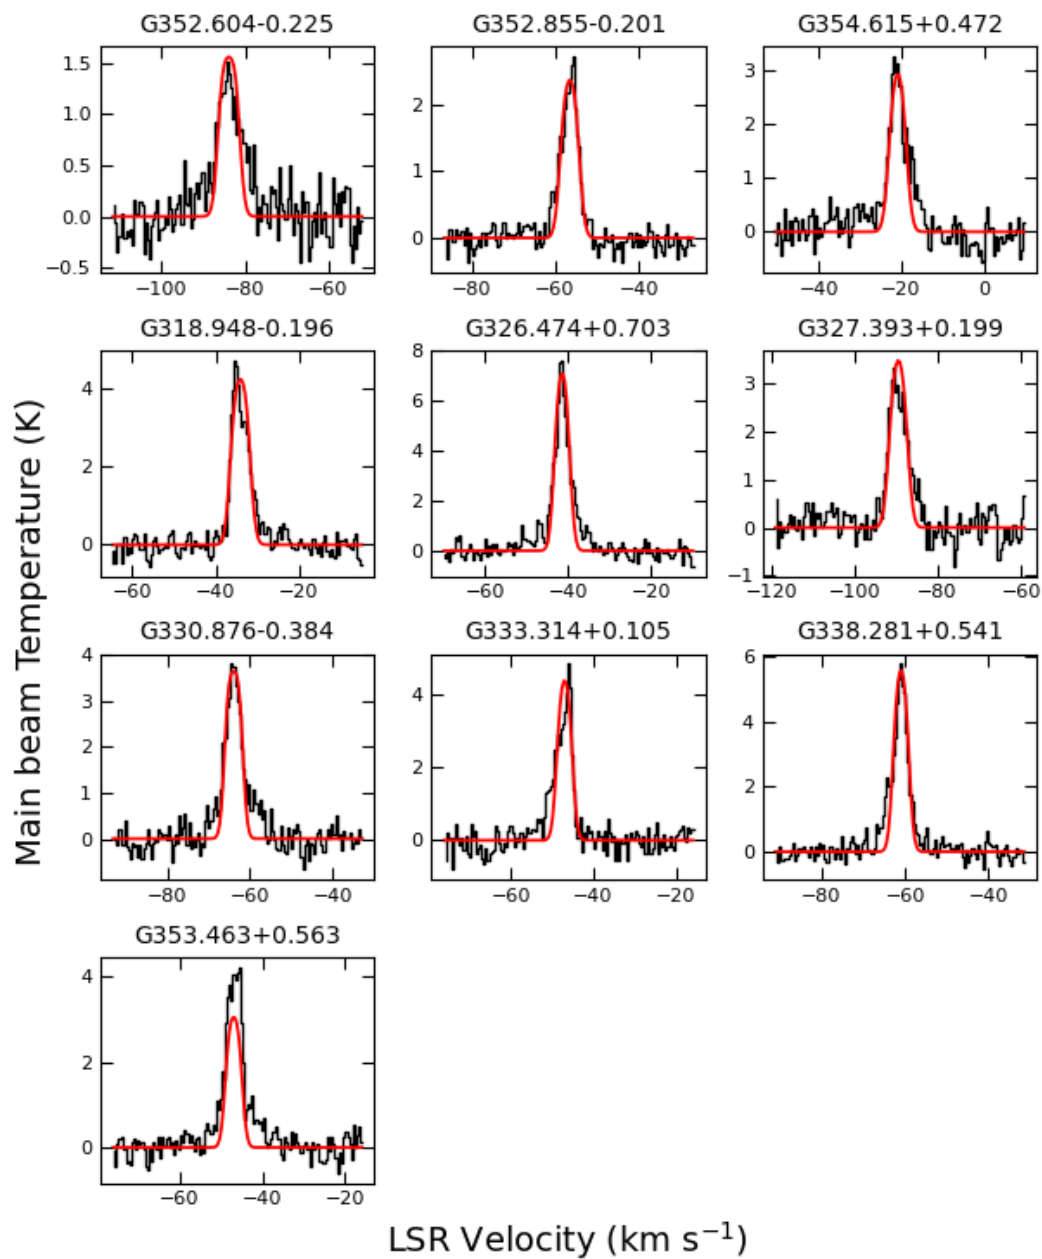 G352.604-0.225 G352.855-0.201 G354.615+0.472
1.5
1.0
0.5
0.0
−0.5
−100 −80 −60
2
1
0
−80 −60 −40
3
2
1
0
−40 −20 0
G318.948-0.196 G326.474+0.703 G327.393+0.199
4
2
0
−60 −40 −20
8
6
4
2
0
−60 −40 −20
3
2
1
0
−1
−120 −100 −80 −60
G330.876-0.384 G333.314+0.105 G338.281+0.541
4
3
2
1
0
−80 −60 −40
4
2
0
−60 −40 −20
6
4
2
0
−80 −60 −40
G353.463+0.563
4
2
0
−60 −40 −20
Main beam Temperature (K)
LSR Velocity (km s⁻¹)